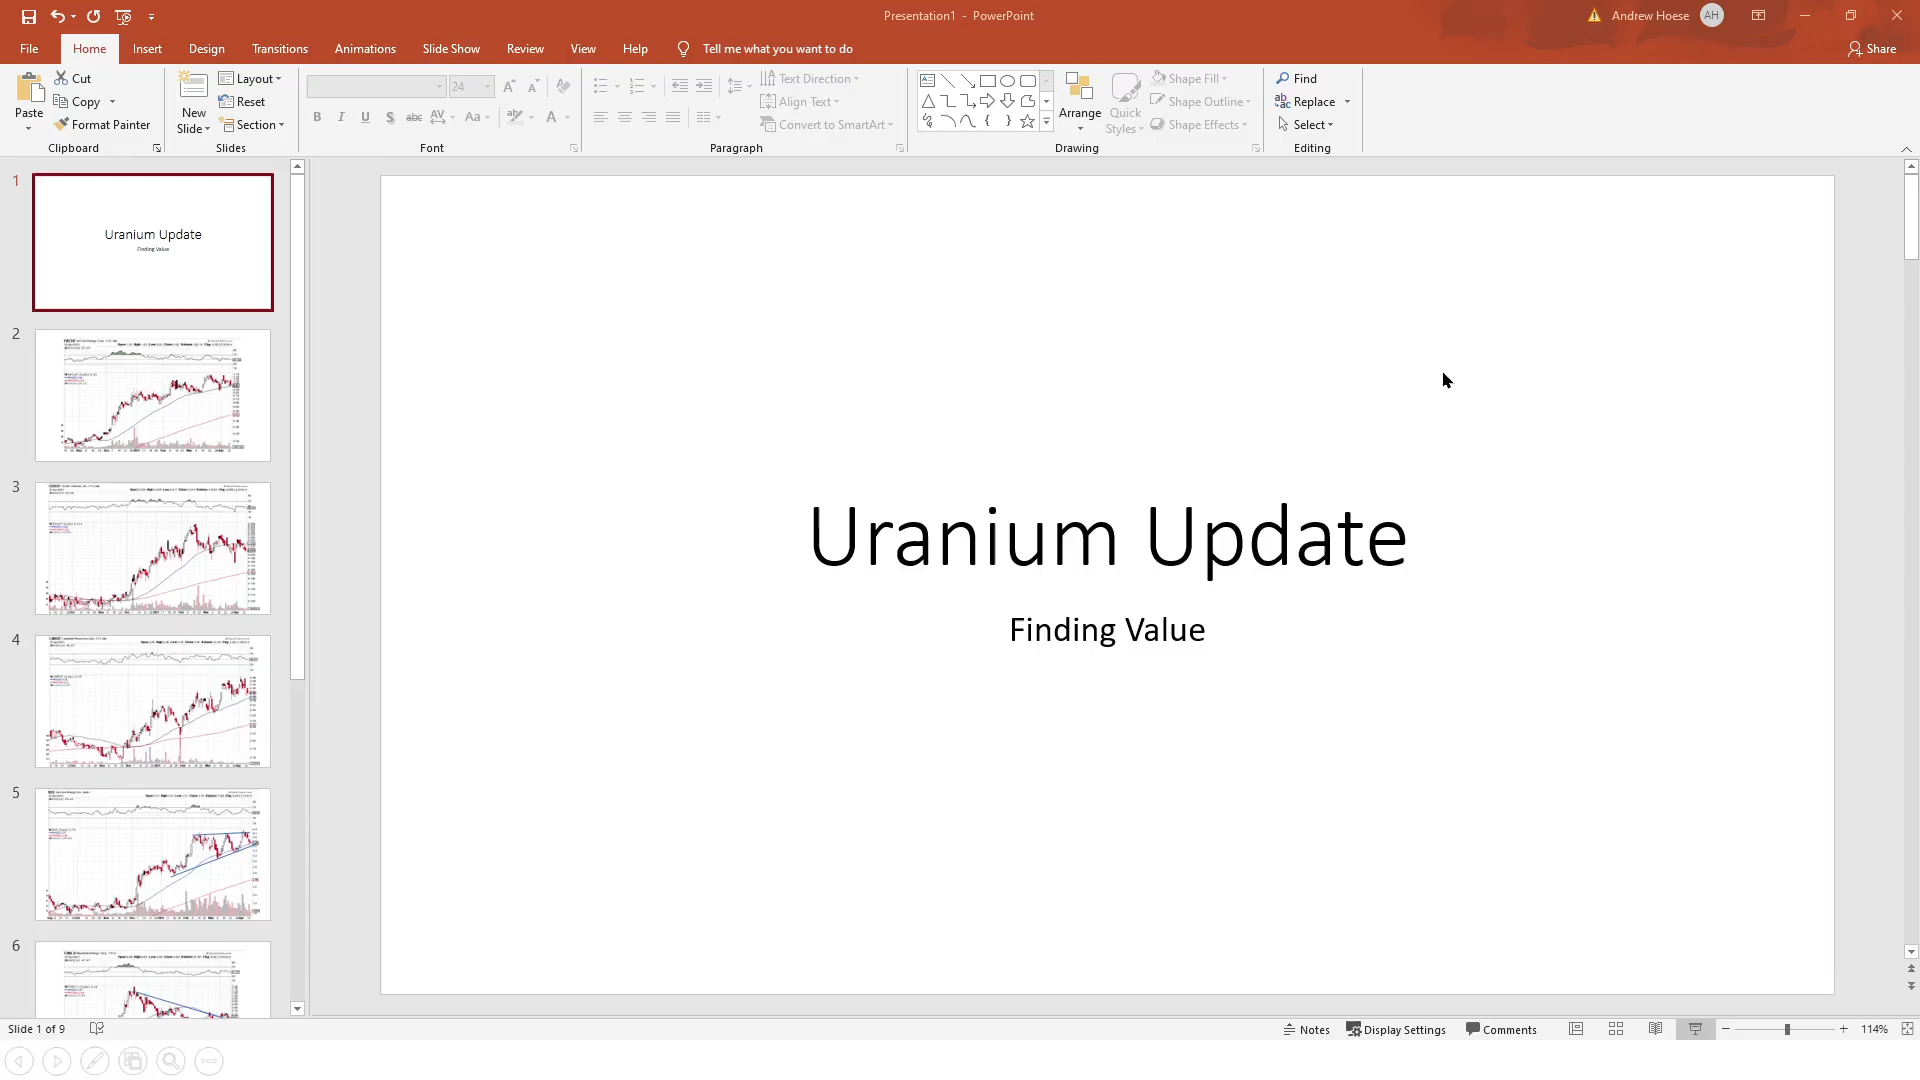 Presentation1 - PowerPoint
Andrew Hoese
AH
File
Home
Insert
Design
Transitions
Animations
Slide Show
Review
View
Help
Tell me what you want to do
Share
Paste
Cut
Copy
Format Painter
Clipboard
New
Slide
Layout
Reset
Section
Slides
24
Font
Text Direction
Align Text
Convert to SmartArt
Paragraph
Arrange
Quick
Styles
Shape Fill
Shape Outline
Shape Effects
Drawing
Find
Replace
Select
Editing
1
Uranium Update
Finding Value
2
3
4
5
6
Uranium Update
Finding Value
Slide 1 of 9
Notes
Display Settings
Comments
114%